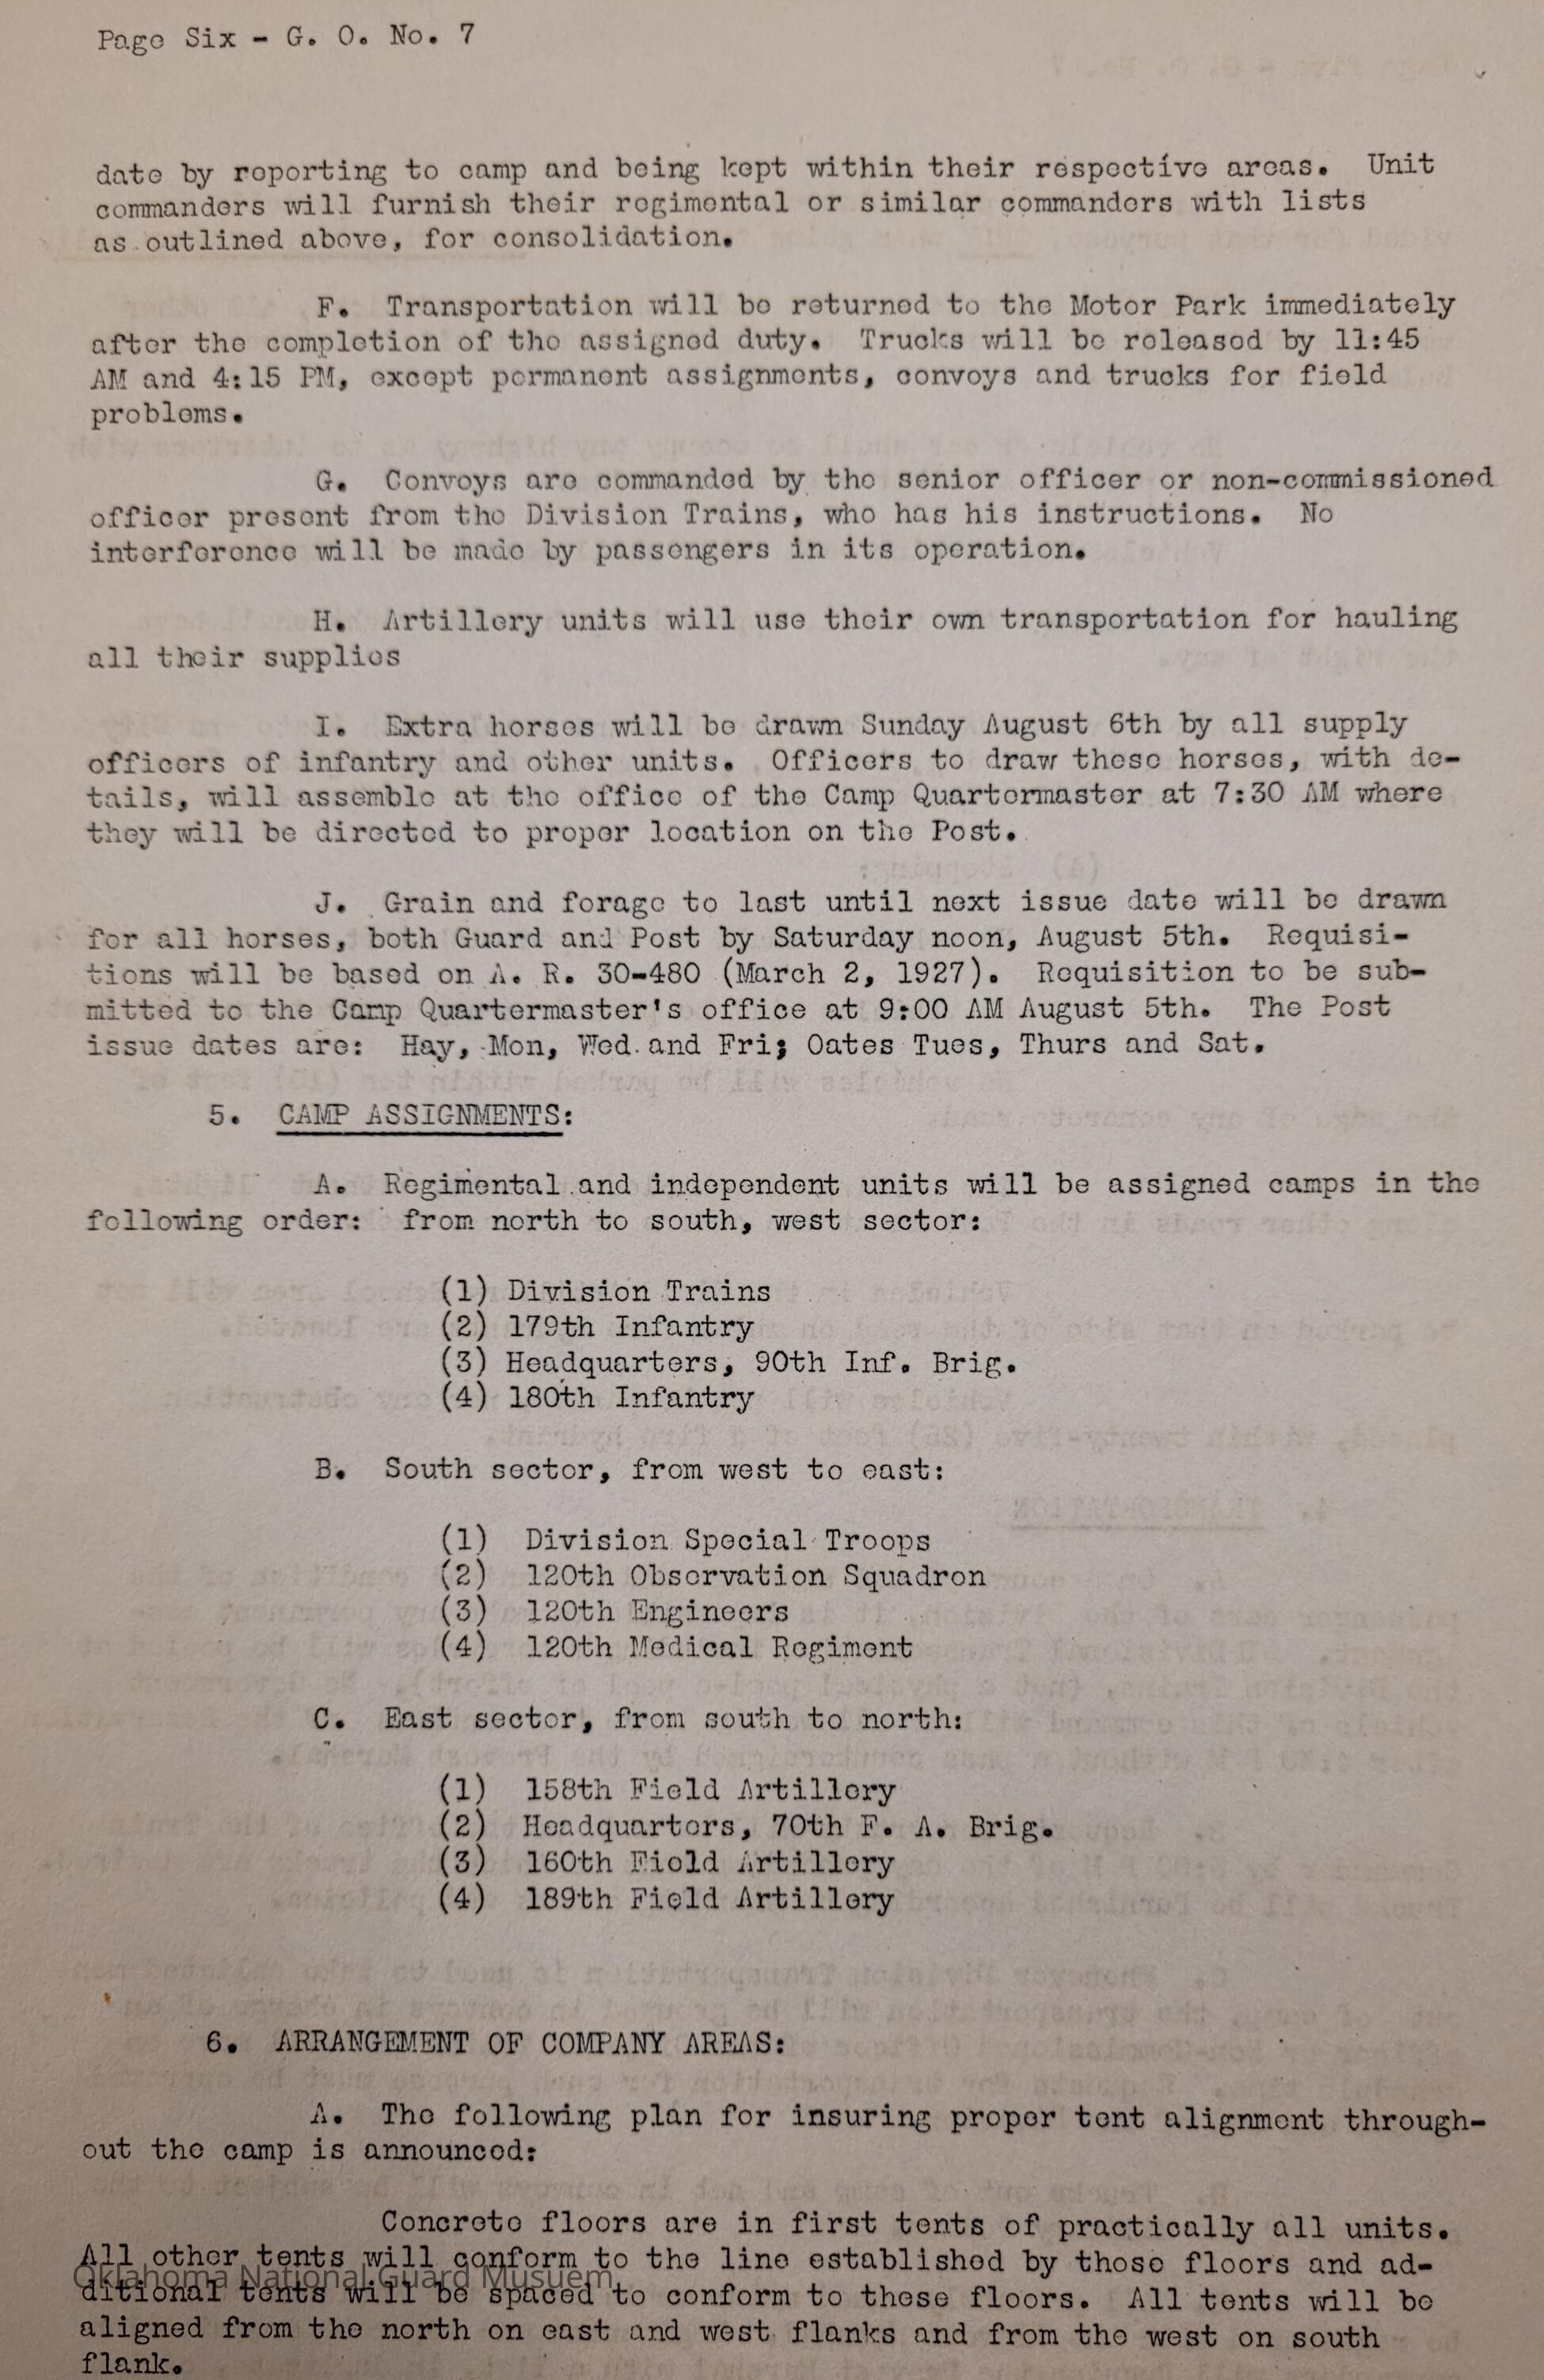 Page Six - G. O. No. 7
date by reporting to camp and being kept within their respective areas. Unit
commanders will furnish their regimental or similar commanders with lists
as outlined above, for consolidation.
F. Transportation will be returned to the Motor Park immediately
after the completion of the assigned duty. Trucks will be released by 11:45
AM and 4:15 PM, except permanent assignments, convoys and trucks for field
problems.
G. Convoys are commanded by the senior officer or non-commissioned
officer present from the Division Trains, who has his instructions. No
interference will be made by passengers in its operation.
H. Artillery units will use their own transportation for hauling
all their supplies
I. Extra horses will be drawn Sunday August 6th by all supply
officers of infantry and other units. Officers to draw these horses, with de-
tails, will assemble at the office of the Camp Quartermaster at 7:30 AM where
they will be directed to proper location on the Post.
J. Grain and forage to last until next issue date will be drawn
for all horses, both Guard and Post by Saturday noon, August 5th. Requisi-
tions will be based on A. R. 30-480 (March 2, 1927). Requisition to be sub-
mitted to the Camp Quartermaster's office at 9:00 AM August 5th. The Post
issue dates are: Hay, Mon, Wed. and Fri; Oates Tues, Thurs and Sat.
5. CAMP ASSIGNMENTS:
A. Regimental and independent units will be assigned camps in the
following order: from north to south, west sector:
(1) Division Trains
(2) 179th Infantry
(3) Headquarters, 90th Inf. Brig.
(4) 180th Infantry
B. South sector, from west to east:
(1) Division Special Troops
(2) 120th Observation Squadron
(3) 120th Engineers
(4) 120th Medical Regiment
C. East sector, from south to north:
(1) 158th Field Artillery
(2) Headquarters, 70th F. A. Brig.
(3) 160th Field Artillery
(4) 189th Field Artillery
6. ARRANGEMENT OF COMPANY AREAS:
A. The following plan for insuring proper tent alignment through-
out the camp is announced:
Concrete floors are in first tents of practically all units.
All other tents will conform to the line established by those floors and ad-
Oklahoma National Guard Musuem
ditional tents will be spaced to conform to these floors. All tents will be
aligned from the north on east and west flanks and from the west on south
flank.